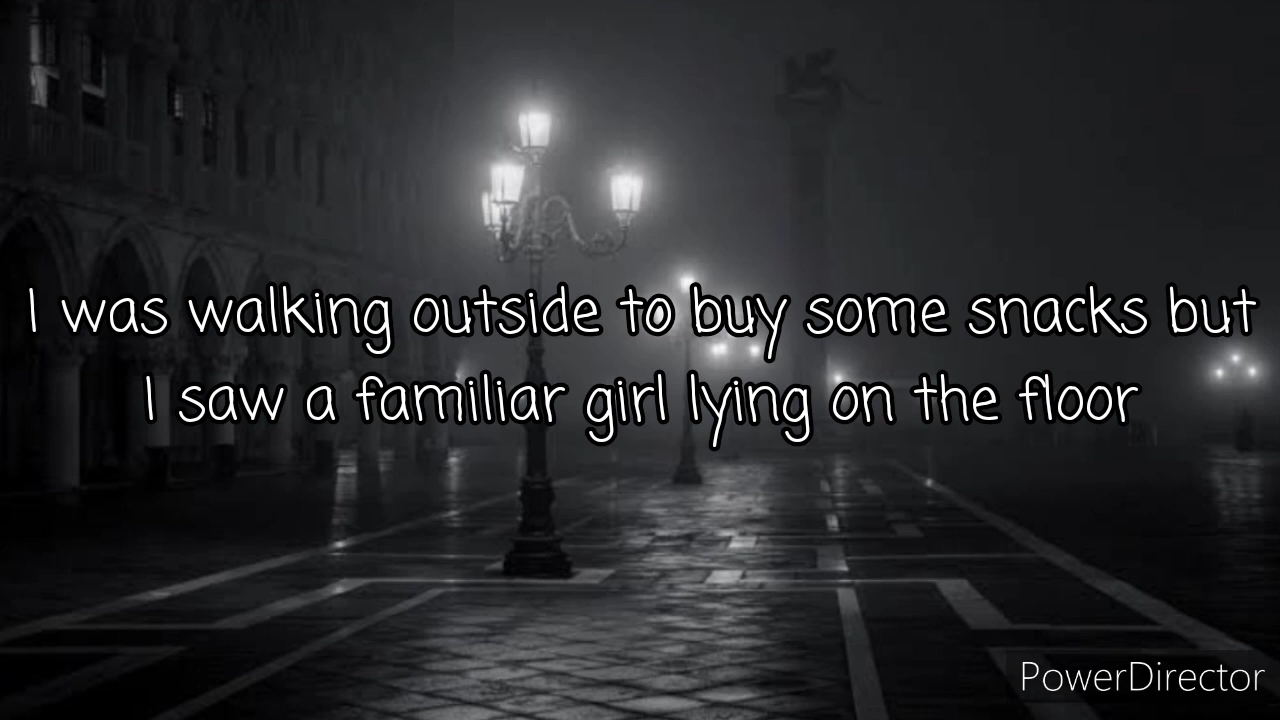 I was walking outside to buy some snacks but
I saw a familiar girl lying on the floor
PowerDirector